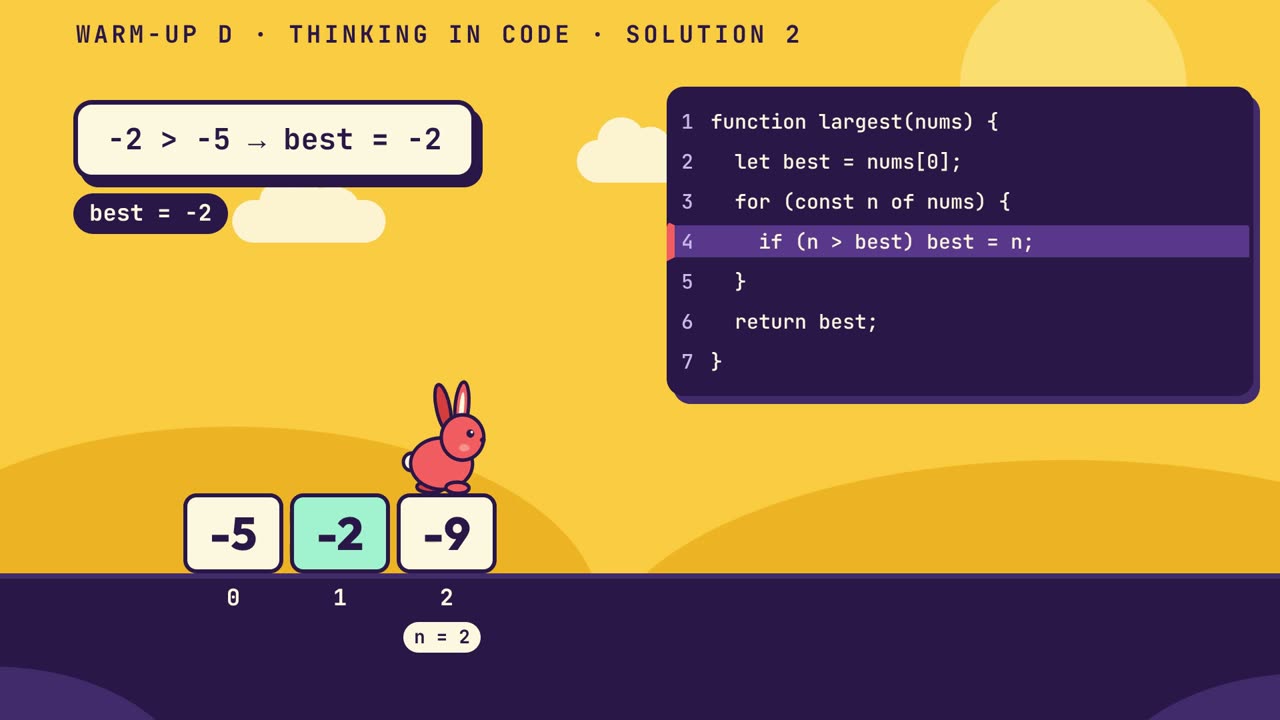 WARM-UP D · THINKING IN CODE · SOLUTION 2
-2 > -5 → best = -2
best = -2
1 function largest(nums) {
2   let best = nums[0];
3   for (const n of nums) {
4     if (n > best) best = n;
5   }
6   return best;
7 }
-5 -2 -9
0 1 2
n = 2